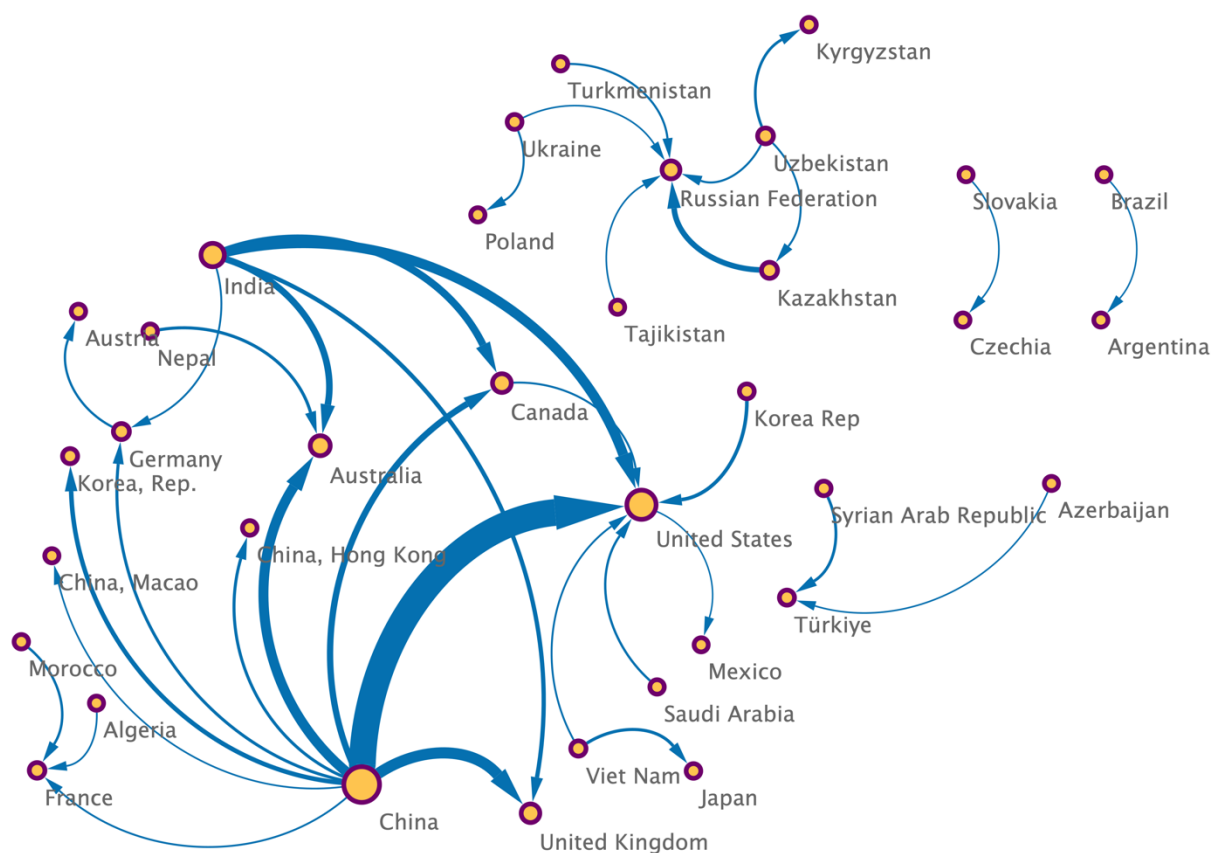 Kyrgyzstan
Turkmenistan
Ukraine
Uzbekistan
Russian Federation
Slovakia
Brazil
Poland
India
Kazakhstan
Tajikistan
Czechia
Argentina
Austria
Nepal
Canada
Korea Rep
Germany
Australia
Korea, Rep.
Syrian Arab Republic
Azerbaijan
United States
China, Hong Kong
China, Macao
Türkiye
Morocco
Mexico
Saudi Arabia
Algeria
Viet Nam
France
Japan
China
United Kingdom